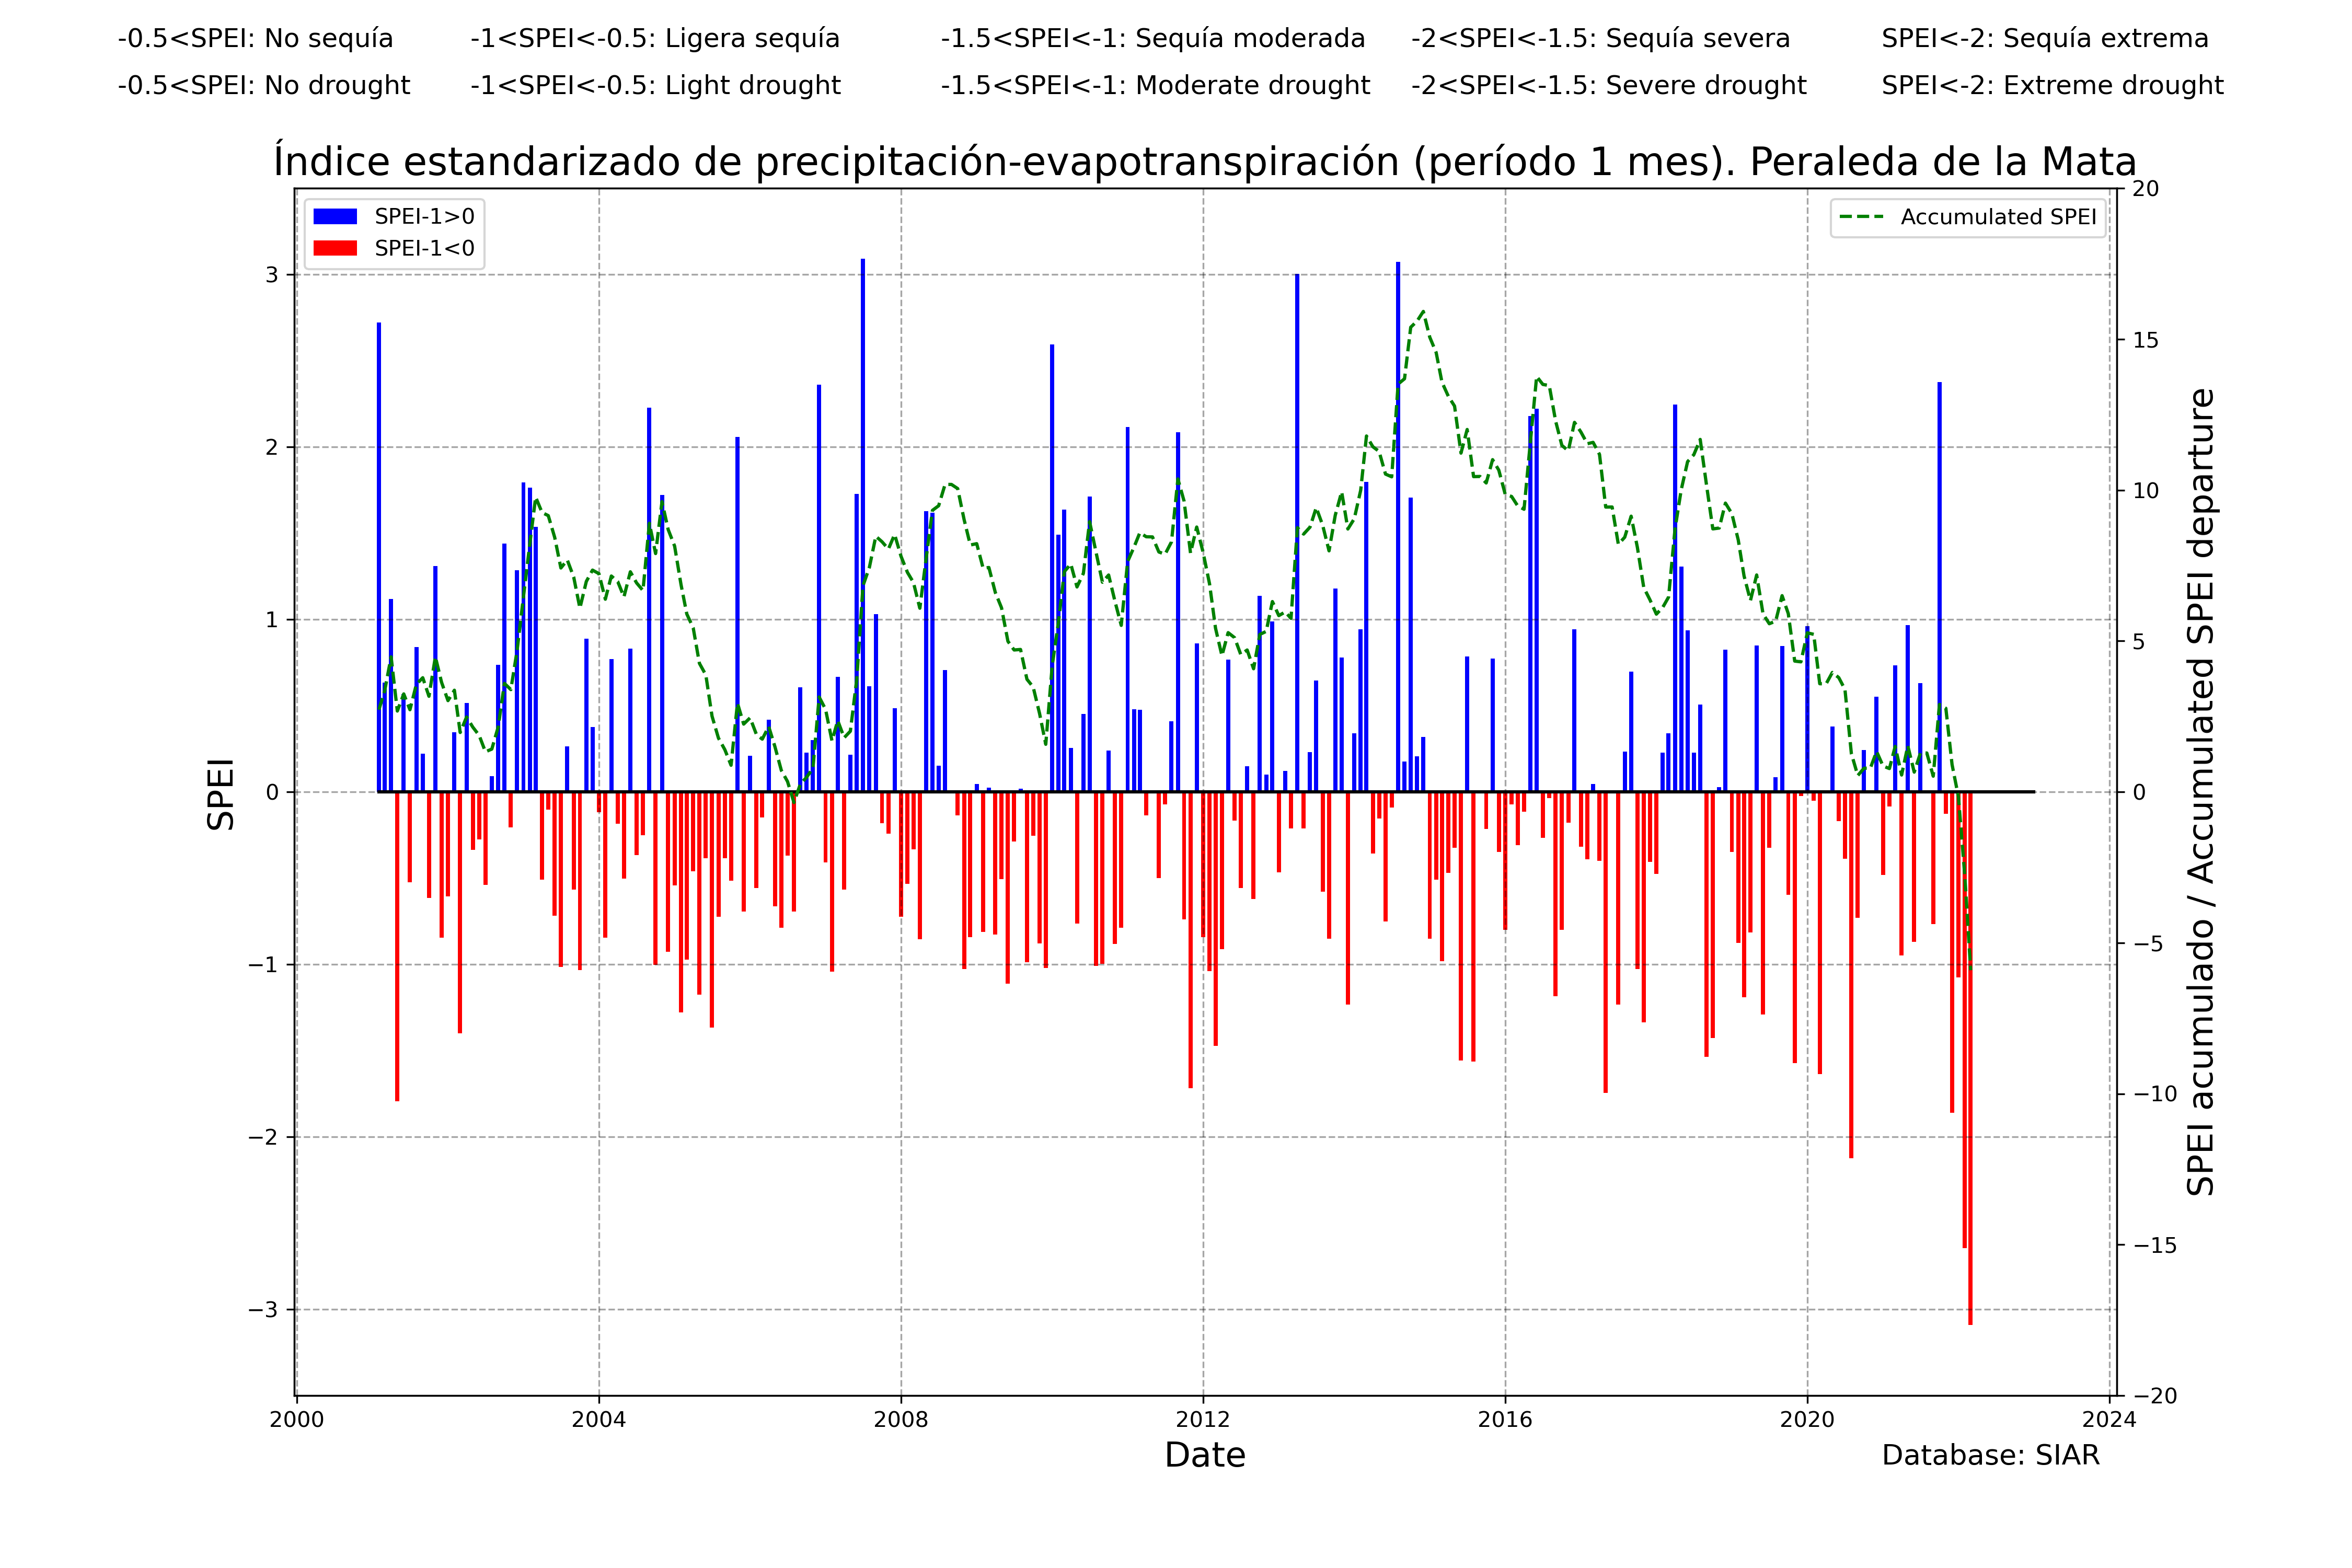 -0.5<SPEI: No sequía -1<SPEI<-0.5: Ligera sequía -1.5<SPEI<-1: Sequía moderada -2<SPEI<-1.5: Sequía severa SPEI<-2: Sequía extrema
-0.5<SPEI: No drought -1<SPEI<-0.5: Light drought -1.5<SPEI<-1: Moderate drought -2<SPEI<-1.5: Severe drought SPEI<-2: Extreme drought
Índice estandarizado de precipitación-evapotranspiración (período 1 mes). Peraleda de la Mata
SPEI-1>0
SPEI-1<0
Accumulated SPEI
SPEI
3
2
1
0
−1
−2
−3
20
15
10
5
0
−5
−10
−15
−20
SPEI acumulado / Accumulated SPEI departure
2000 2004 2008 2012 2016 2020 2024
Date
Database: SIAR